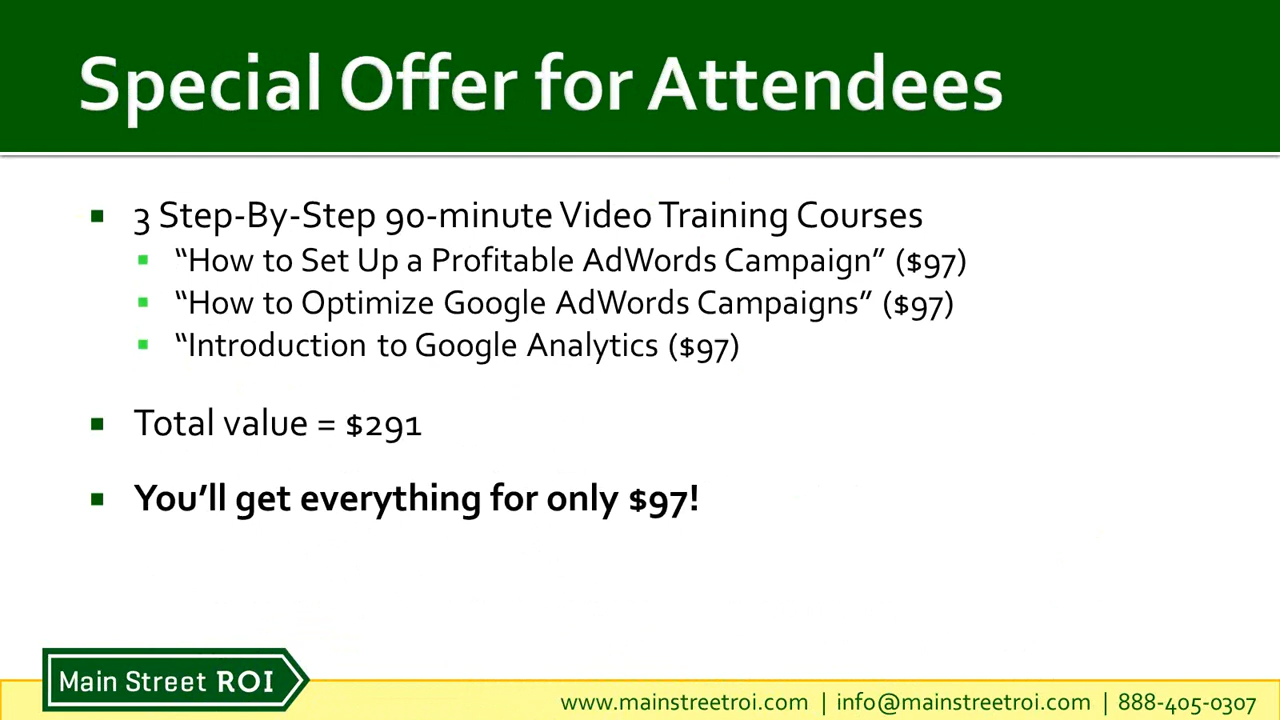 Special Offer for Attendees
3 Step-By-Step 90-minute Video Training Courses
“How to Set Up a Profitable AdWords Campaign” ($97)
“How to Optimize Google AdWords Campaigns” ($97)
“Introduction to Google Analytics ($97)
Total value = $291
You’ll get everything for only $97!
Main Street ROI
www.mainstreetroi.com | info@mainstreetroi.com | 888-405-0307